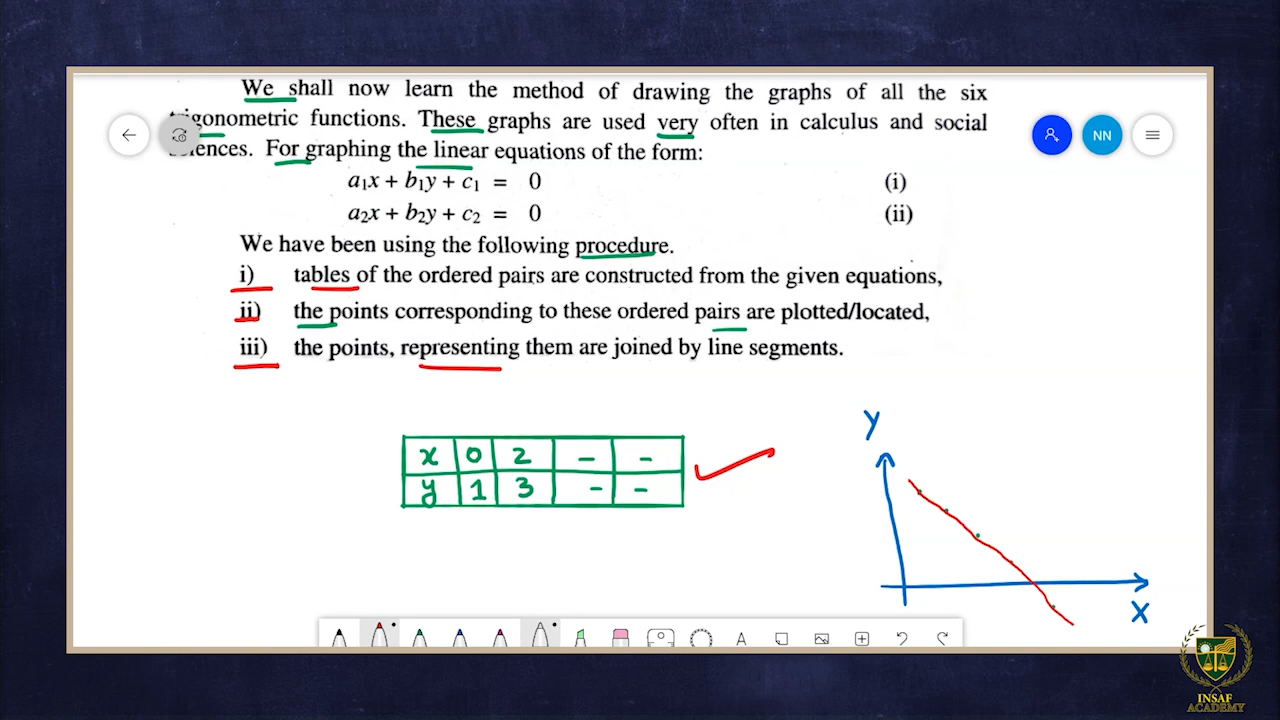 We shall now learn the method of drawing the graphs of all the six
trigonometric functions. These graphs are used very often in calculus and social
sciences. For graphing the linear equations of the form:
a₁x + b₁y + c₁ = 0 (i)
a₂x + b₂y + c₂ = 0 (ii)
We have been using the following procedure.
i) tables of the ordered pairs are constructed from the given equations,
ii) the points corresponding to these ordered pairs are plotted/located,
iii) the points, representing them are joined by line segments.
NN
x 0 2 - -
y 1 3 - -
Y
X
A
INSAF
ACADEMY